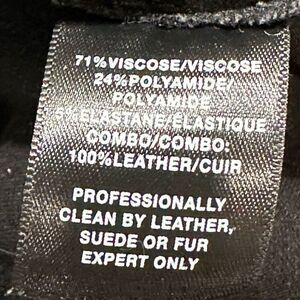 71%VISCOSE/VISCOSE
24%POLYAMIDE/
POLYAMIDE
5%ELASTANE/ÉLASTIQUE
COMBO/COMBO:
100%LEATHER/CUIR
PROFESSIONALLY
CLEAN BY LEATHER,
SUEDE OR FUR
EXPERT ONLY